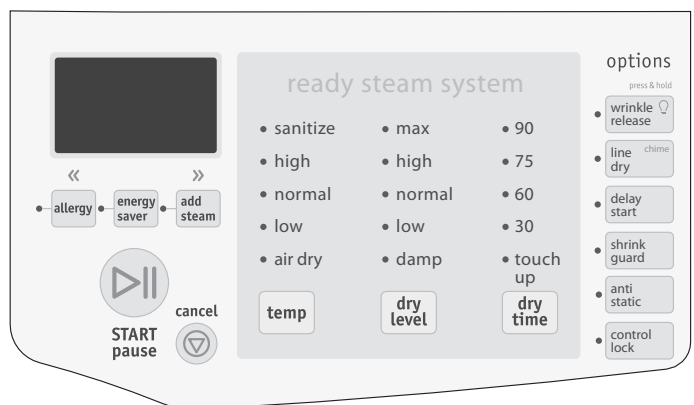 ready steam system
options
press & hold
• sanitize • max • 90
wrinkle
release
• high • high • 75
line chime
dry
« »
• normal • normal • 60
allergy energy
saver add
steam
delay
start
• low • low • 30
shrink
guard
• air dry • damp • touch
up
anti
static
START
pause
cancel
temp dry
level dry
time
control
lock